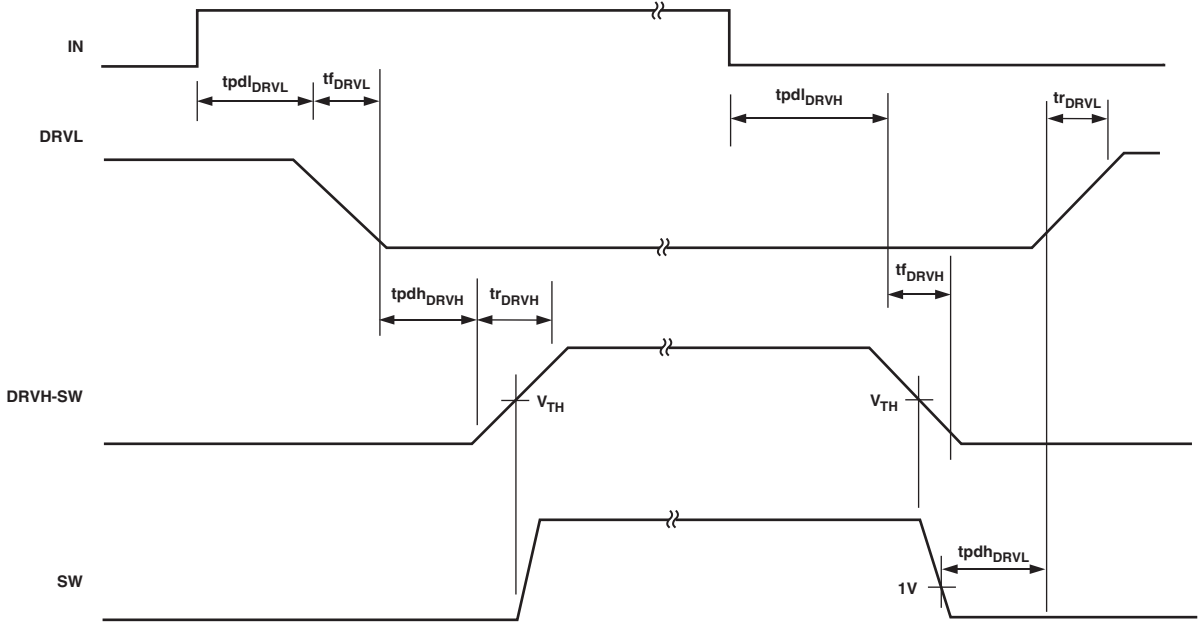 IN
tpdlDRVL
tfDRVL
tpdlDRVH
trDRVL
DRVL
tpdhDRVH
trDRVH
tfDRVH
DRVH-SW
VTH
VTH
SW
tpdhDRVL
1V